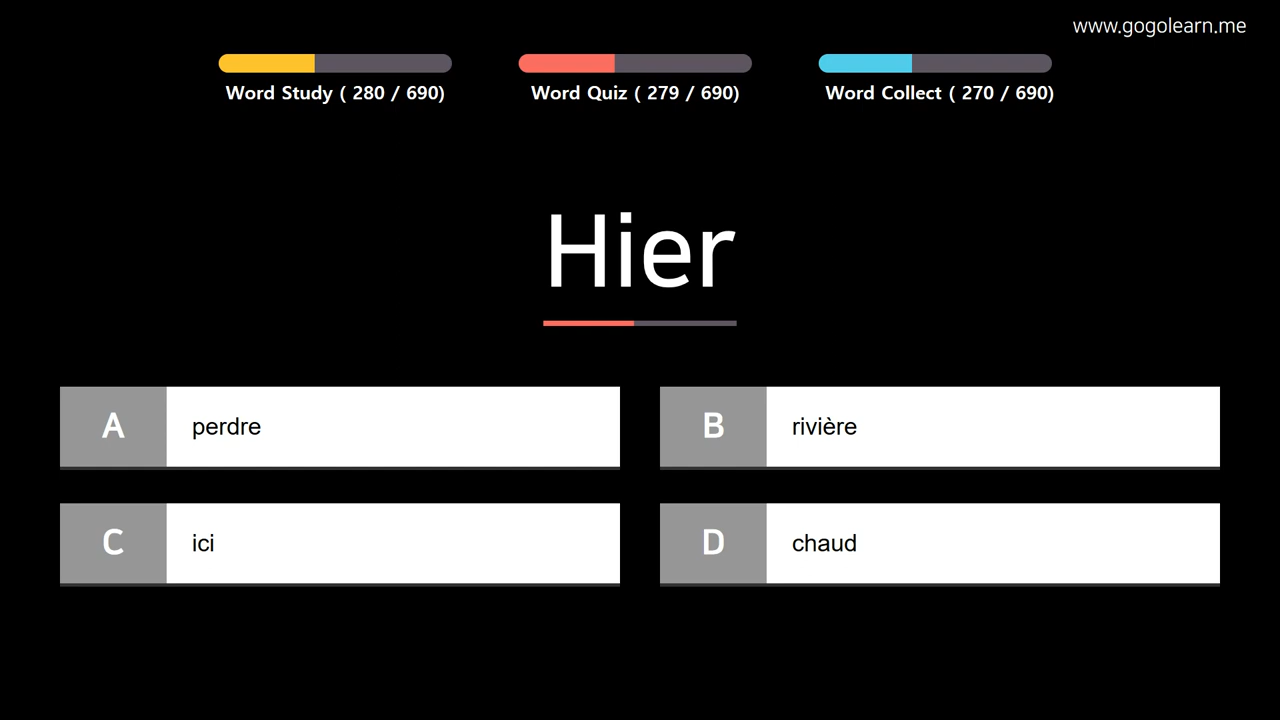 www.gogolearn.me
Word Study ( 280 / 690)
Word Quiz ( 279 / 690)
Word Collect ( 270 / 690)
Hier
A perdre
B rivière
C ici
D chaud